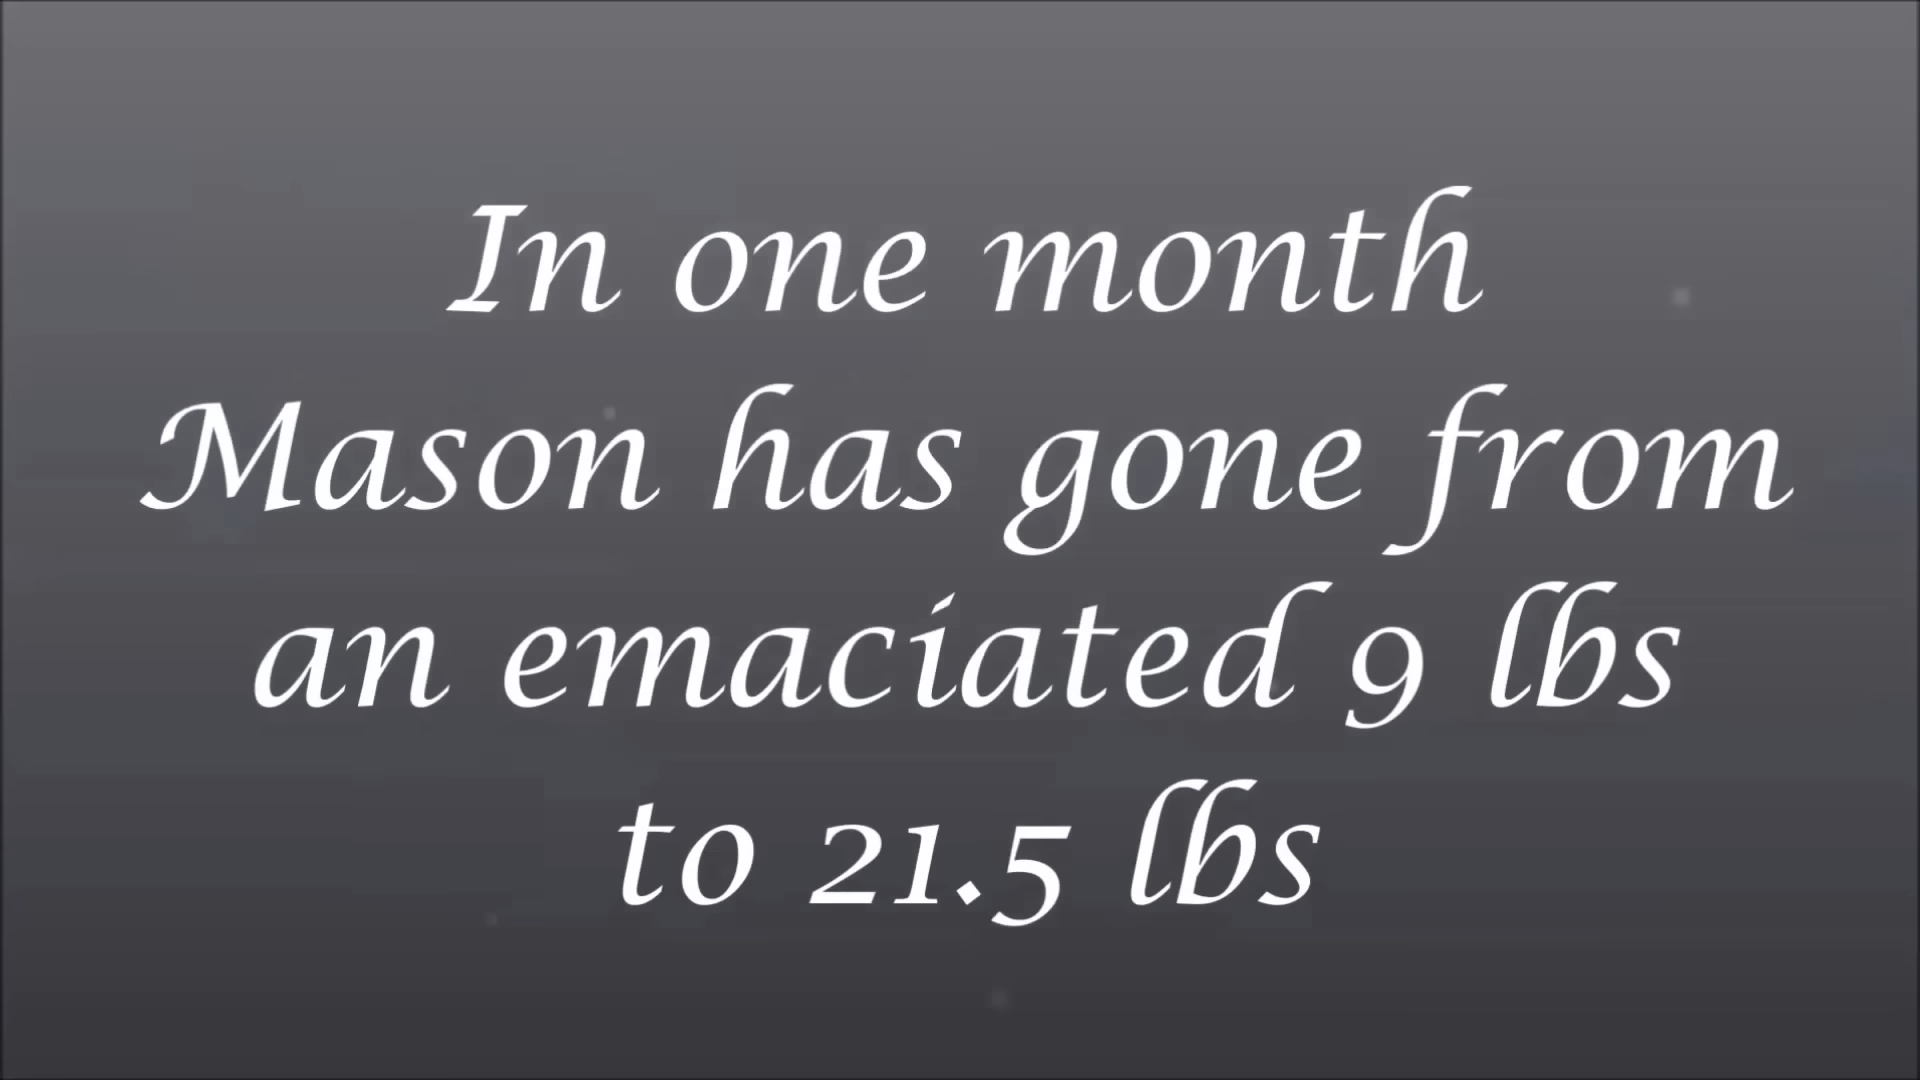 In one month
Mason has gone from
an emaciated 9 lbs
to 21.5 lbs